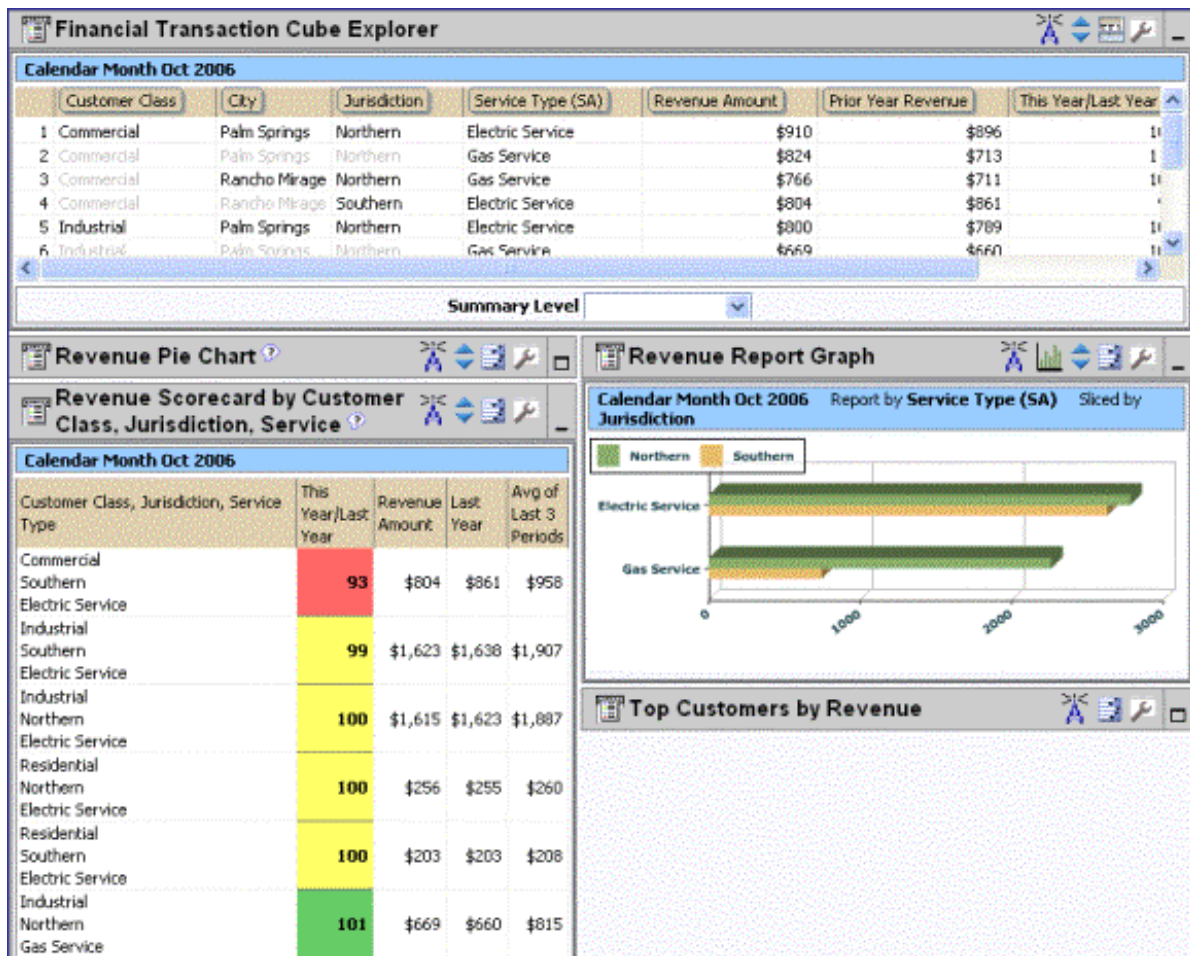 Financial Transaction Cube Explorer
Calendar Month Oct 2006
Customer Class City Jurisdiction Service Type (SA) Revenue Amount Prior Year Revenue This Year/Last Year
1 Commercial Palm Springs Northern Electric Service $910 $896
2 Commercial Palm Springs Northern Gas Service $824 $713
3 Commercial Rancho Mirage Northern Gas Service $766 $711
4 Commercial Rancho Mirage Southern Electric Service $804 $861
5 Industrial Palm Springs Northern Electric Service $800 $789
6 Industrial Palm Springs Northern Gas Service $669 $660
Summary Level
Revenue Pie Chart ?
Revenue Scorecard by Customer
Class, Jurisdiction, Service ?
Calendar Month Oct 2006
Customer Class, Jurisdiction, Service
Type
This
Year/Last
Year
Revenue
Amount
Last
Year
Avg of
Last 3
Periods
Commercial
Southern 93 $804 $861 $958
Electric Service
Industrial
Southern 99 $1,623 $1,638 $1,907
Electric Service
Industrial
Northern 100 $1,615 $1,623 $1,887
Electric Service
Residential
Northern 100 $256 $255 $260
Electric Service
Residential
Southern 100 $203 $203 $208
Electric Service
Industrial
Northern 101 $669 $660 $815
Gas Service
Revenue Report Graph
Calendar Month Oct 2006 Report by Service Type (SA) Sliced by
Jurisdiction
Northern Southern
Electric Service
Gas Service
0 1000 2000 3000
Top Customers by Revenue